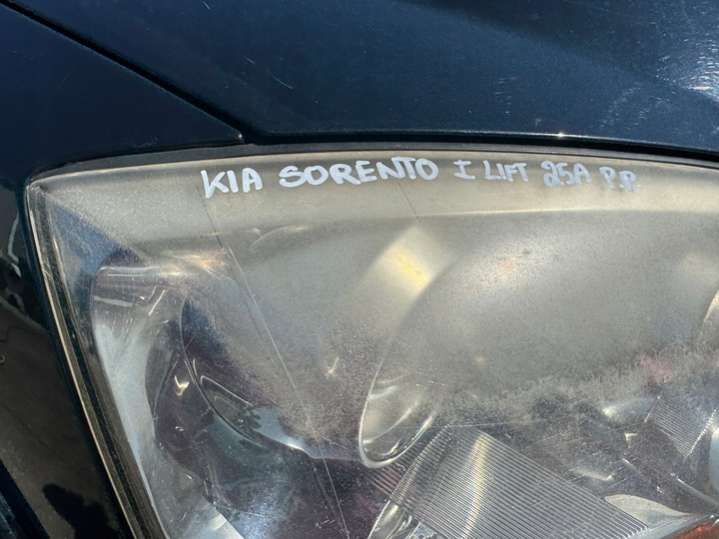 KIA SORENTO I LIFT 25A P.P